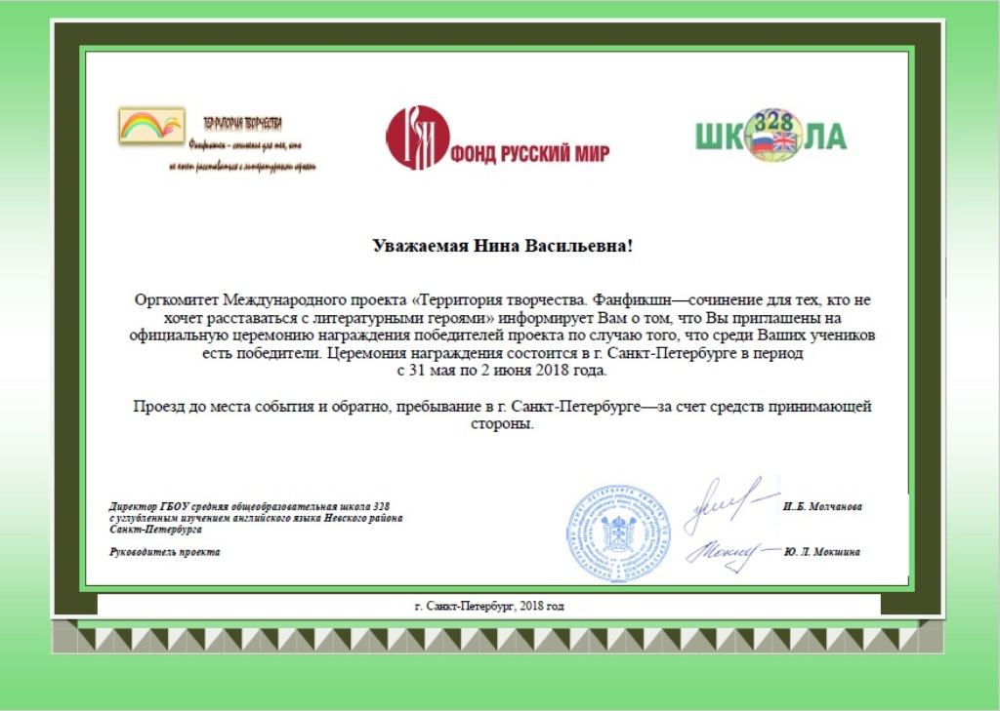 ТЕРРИТОРИЯ ТВОРЧЕСТВА
Фанфикшн – сочинение для тех, кто
не хочет расставаться с литературными героями
ФОНД РУССКИЙ МИР
ШК 328 ЛА
Уважаемая Нина Васильевна!
Оргкомитет Международного проекта «Территория творчества. Фанфикшн—сочинение для тех, кто не
хочет расставаться с литературными героями» информирует Вам о том, что Вы приглашены на
официальную церемонию награждения победителей проекта по случаю того, что среди Ваших учеников
есть победители. Церемония награждения состоится в г. Санкт-Петербурге в период
с 31 мая по 2 июня 2018 года.
Проезд до места события и обратно, пребывание в г. Санкт-Петербурге—за счет средств принимающей
стороны.
Директор ГБОУ средняя общеобразовательная школа 328
с углубленным изучением английского языка Невского района
Санкт-Петербурга
И..Б. Молчанова
Руководитель проекта
Ю. Л. Мокшина
г. Санкт-Петербург, 2018 год